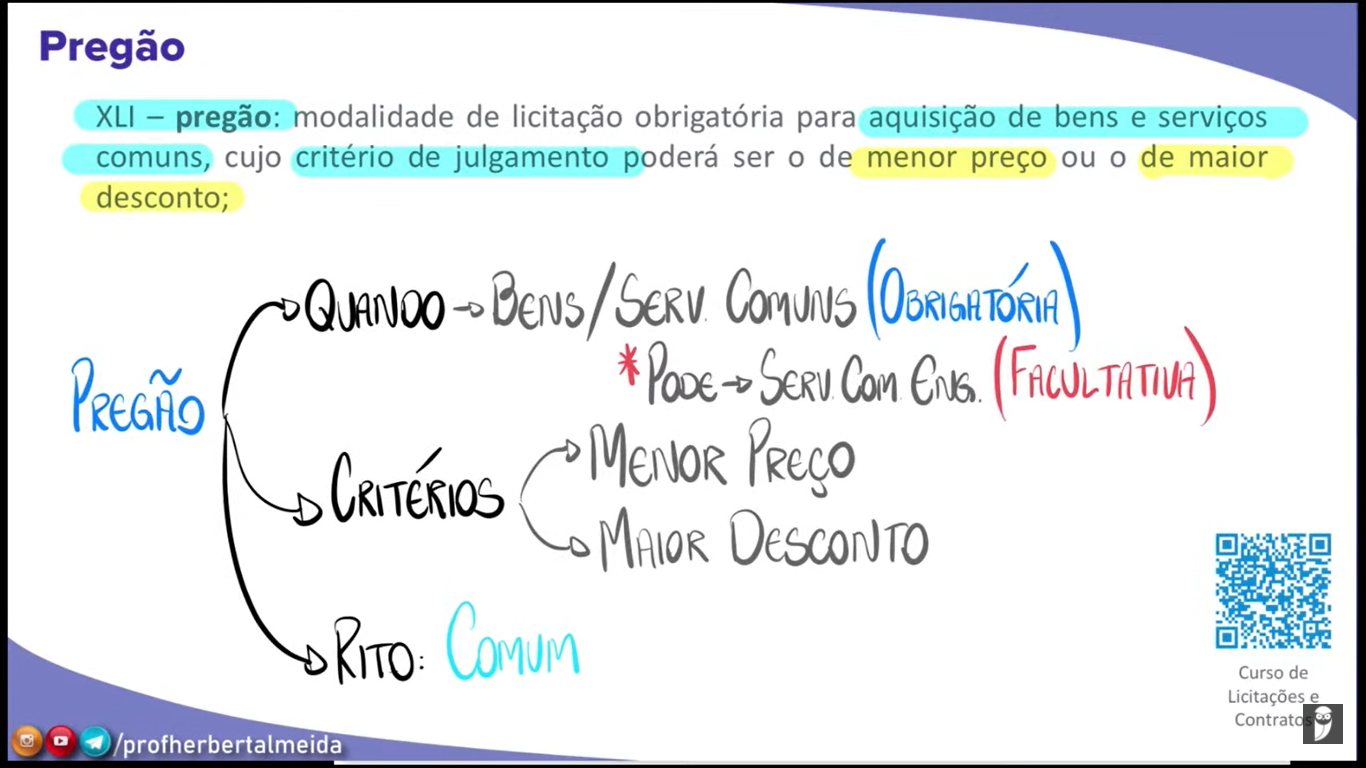 Pregão
XLI – pregão: modalidade de licitação obrigatória para aquisição de bens e serviços
comuns, cujo critério de julgamento poderá ser o de menor preço ou o de maior
desconto;
QUANDO → BENS/SERV. COMUNS (OBRIGATÓRIA)
* PODE → SERV. COM. ENG. (FACULTATIVA)
PREGÃO
MENOR PREÇO
CRITÉRIOS
MAIOR DESCONTO
RITO: COMUM
Curso de
Licitações e
Contratos
/profherbertalmeida